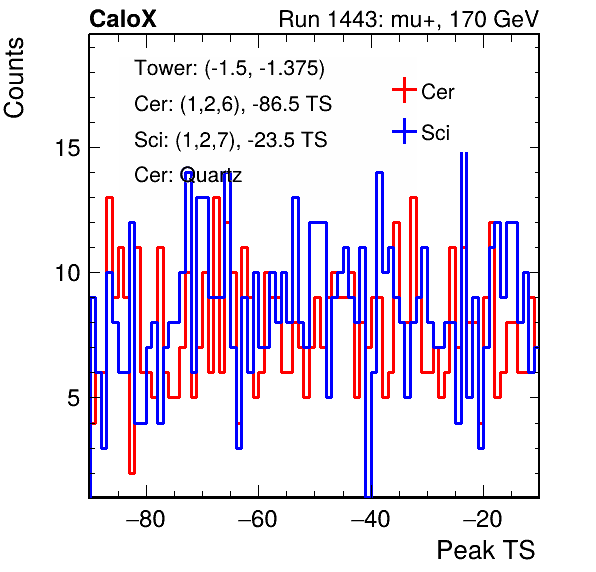 CaloX Run 1443: mu+, 170 GeV
Counts
Tower: (-1.5, -1.375)
Cer: (1,2,6), -86.5 TS
Sci: (1,2,7), -23.5 TS
Cer: Quartz
Cer
Sci
15
10
5
−80 −60 −40 −20
Peak TS